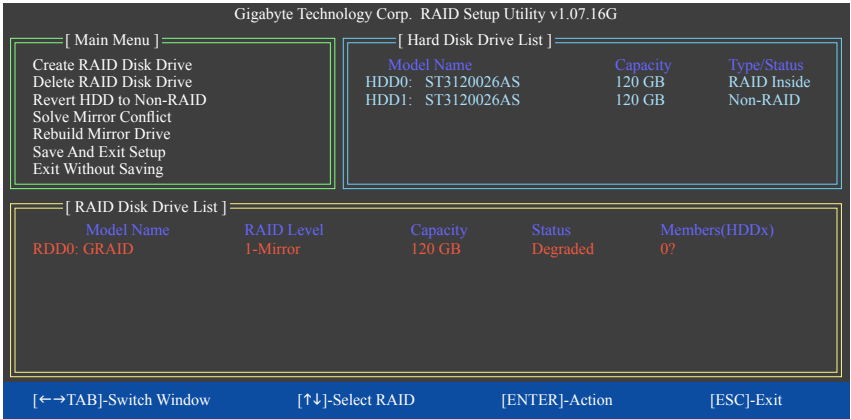 Gigabyte Technology Corp. RAID Setup Utility v1.07.16G
[ Main Menu ]
Create RAID Disk Drive
Delete RAID Disk Drive
Revert HDD to Non-RAID
Solve Mirror Conflict
Rebuild Mirror Drive
Save And Exit Setup
Exit Without Saving
[ Hard Disk Drive List ]
Model Name Capacity Type/Status
HDD0: ST3120026AS 120 GB RAID Inside
HDD1: ST3120026AS 120 GB Non-RAID
[ RAID Disk Drive List ]
Model Name RAID Level Capacity Status Members(HDDx)
RDD0: GRAID 1-Mirror 120 GB Degraded 0?
[←→TAB]-Switch Window [↑↓]-Select RAID [ENTER]-Action [ESC]-Exit